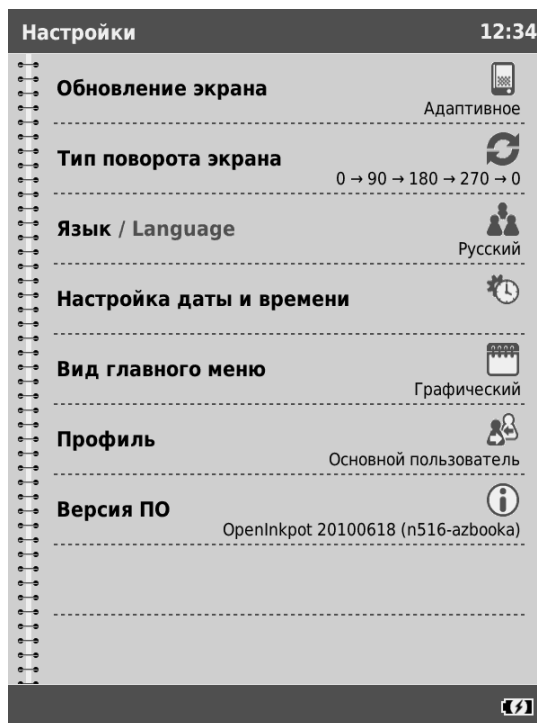 Настройки 12:34
Обновление экрана
Адаптивное
Тип поворота экрана
0 → 90 → 180 → 270 → 0
Язык / Language
Русский
Настройка даты и времени
Вид главного меню
Графический
Профиль
Основной пользователь
Версия ПО
OpenInkpot 20100618 (n516-azbooka)